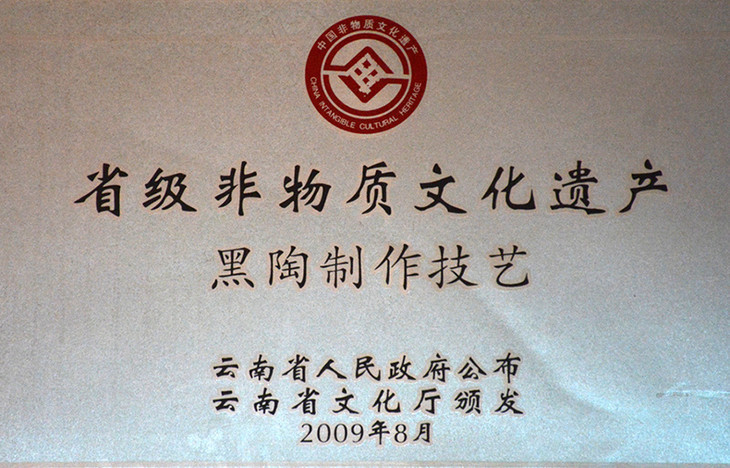 中国非物质文化遗产
CHINA INTANGIBLE CULTURAL HERITAGE
省级非物质文化遗产
黑陶制作技艺
云南省人民政府公布
云南省文化厅颁发
2009年8月